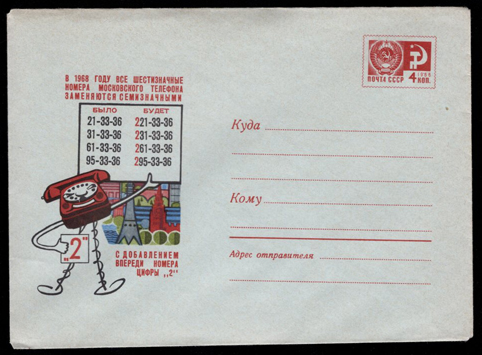 В 1968 ГОДУ ВСЕ ШЕСТИЗНАЧНЫЕ
НОМЕРА МОСКОВСКОГО ТЕЛЕФОНА
ЗАМЕНЯЮТСЯ СЕМИЗНАЧНЫМИ
БЫЛО БУДЕТ
21-33-36 221-33-36
31-33-36 231-33-36
61-33-36 261-33-36
95-33-36 295-33-36
„2"
С ДОБАВЛЕНИЕМ
ВПЕРЕДИ НОМЕРА
ЦИФРЫ „2"
1966
ПОЧТА СССР 4 КОП.
Куда
Кому
Адрес отправителя